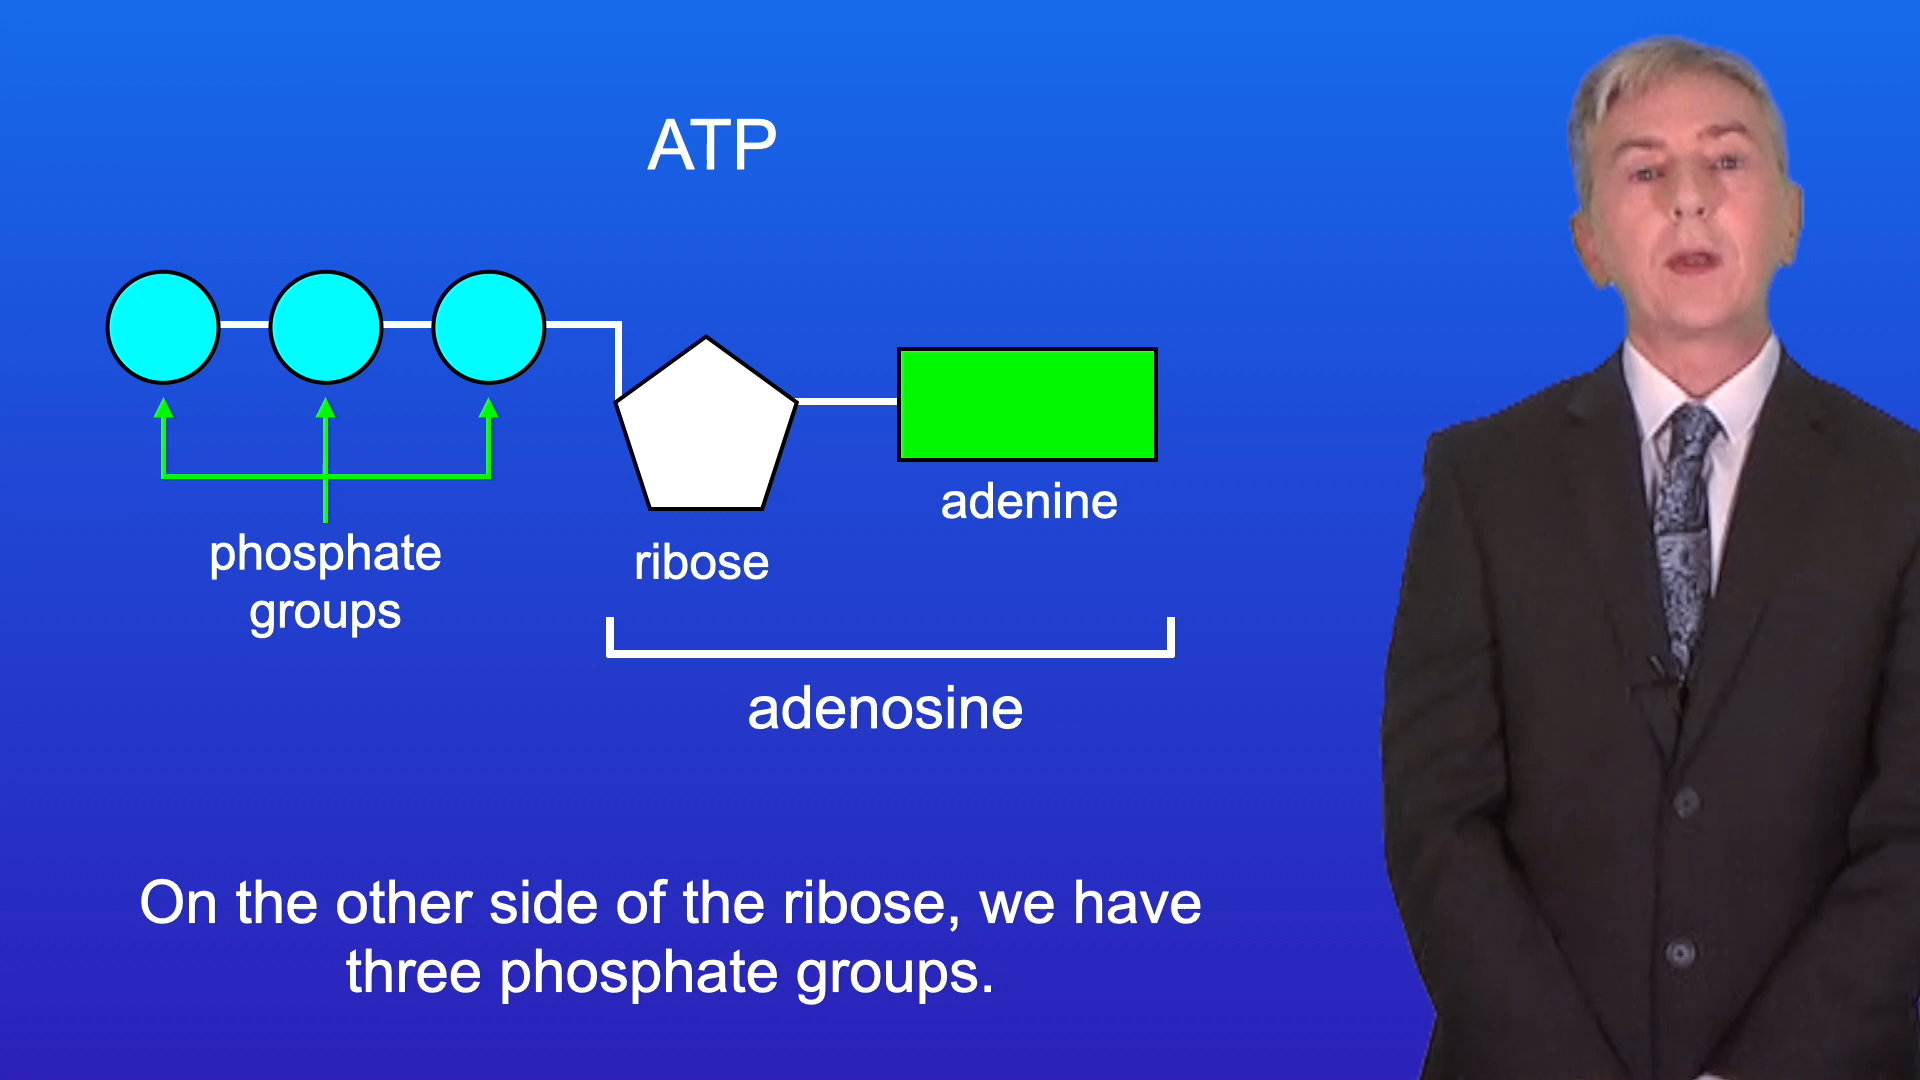 ATP
phosphate
groups
ribose
adenine
adenosine
On the other side of the ribose, we have
three phosphate groups.